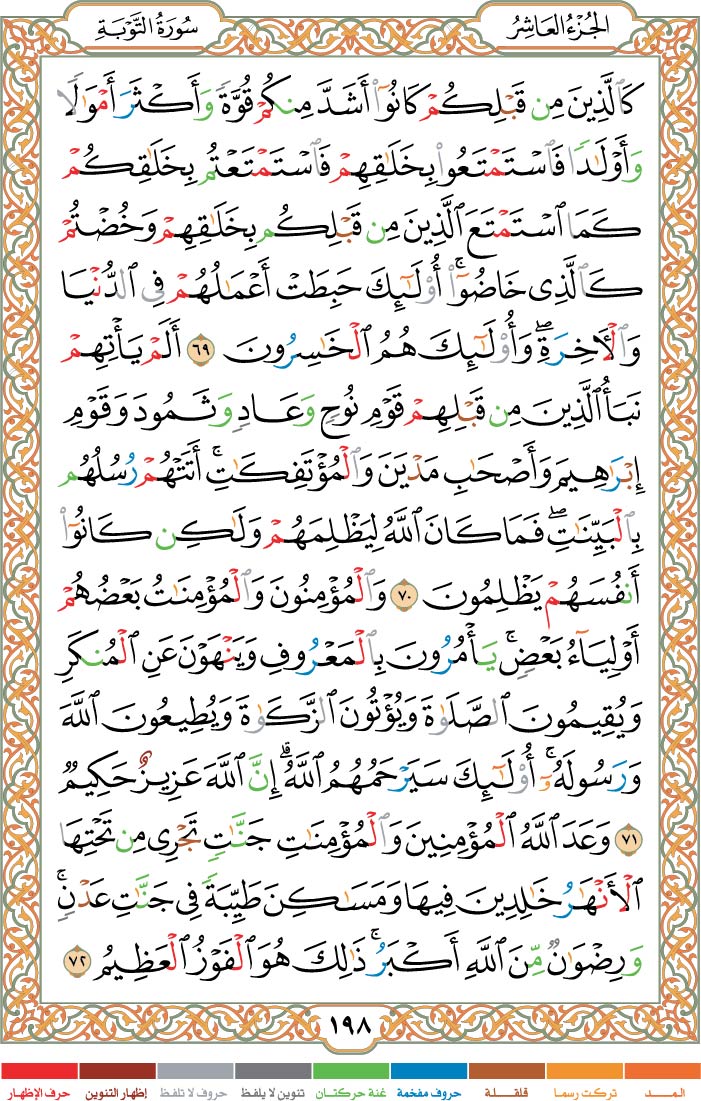 الجُزْءُ العَاشِرُ
سُورَةُ التَّوْبَةِ
كَٱلَّذِينَ مِن قَبْلِكُمْ كَانُوٓا۟ أَشَدَّ مِنكُمْ قُوَّةً وَأَكْثَرَ أَمْوَٰلًا
وَأَوْلَـٰدًا فَٱسْتَمْتَعُوا۟ بِخَلَـٰقِهِمْ فَٱسْتَمْتَعْتُم بِخَلَـٰقِكُمْ
كَمَا ٱسْتَمْتَعَ ٱلَّذِينَ مِن قَبْلِكُم بِخَلَـٰقِهِمْ وَخُضْتُمْ
كَٱلَّذِى خَاضُوٓا۟ ۚ أُو۟لَـٰٓئِكَ حَبِطَتْ أَعْمَـٰلُهُمْ فِى ٱلدُّنْيَا
وَٱلْـَٔاخِرَةِ ۖ وَأُو۟لَـٰٓئِكَ هُمُ ٱلْخَـٰسِرُونَ ٦٩ أَلَمْ يَأْتِهِمْ
نَبَأُ ٱلَّذِينَ مِن قَبْلِهِمْ قَوْمِ نُوحٍ وَعَادٍ وَثَمُودَ وَقَوْمِ
إِبْرَٰهِيمَ وَأَصْحَـٰبِ مَدْيَنَ وَٱلْمُؤْتَفِكَـٰتِ ۚ أَتَتْهُمْ رُسُلُهُم
بِٱلْبَيِّنَـٰتِ ۖ فَمَا كَانَ ٱللَّهُ لِيَظْلِمَهُمْ وَلَـٰكِن كَانُوٓا۟
أَنفُسَهُمْ يَظْلِمُونَ ٧٠ وَٱلْمُؤْمِنُونَ وَٱلْمُؤْمِنَـٰتُ بَعْضُهُمْ
أَوْلِيَآءُ بَعْضٍ ۚ يَأْمُرُونَ بِٱلْمَعْرُوفِ وَيَنْهَوْنَ عَنِ ٱلْمُنكَرِ
وَيُقِيمُونَ ٱلصَّلَوٰةَ وَيُؤْتُونَ ٱلزَّكَوٰةَ وَيُطِيعُونَ ٱللَّهَ
وَرَسُولَهُۥٓ ۚ أُو۟لَـٰٓئِكَ سَيَرْحَمُهُمُ ٱللَّهُ ۗ إِنَّ ٱللَّهَ عَزِيزٌ حَكِيمٌ
٧١ وَعَدَ ٱللَّهُ ٱلْمُؤْمِنِينَ وَٱلْمُؤْمِنَـٰتِ جَنَّـٰتٍ تَجْرِى مِن تَحْتِهَا
ٱلْأَنْهَـٰرُ خَـٰلِدِينَ فِيهَا وَمَسَـٰكِنَ طَيِّبَةً فِى جَنَّـٰتِ عَدْنٍ ۚ
وَرِضْوَٰنٌ مِّنَ ٱللَّهِ أَكْبَرُ ۚ ذَٰلِكَ هُوَ ٱلْفَوْزُ ٱلْعَظِيمُ ٧٢
١٩٨
المـــد
تركت رسما
قلقـــلة
حروف مفخمة
غنة حركتان
تنوين لا يلفظ
حروف لا تلفظ
إظهار التنوين
حرف الإظهار